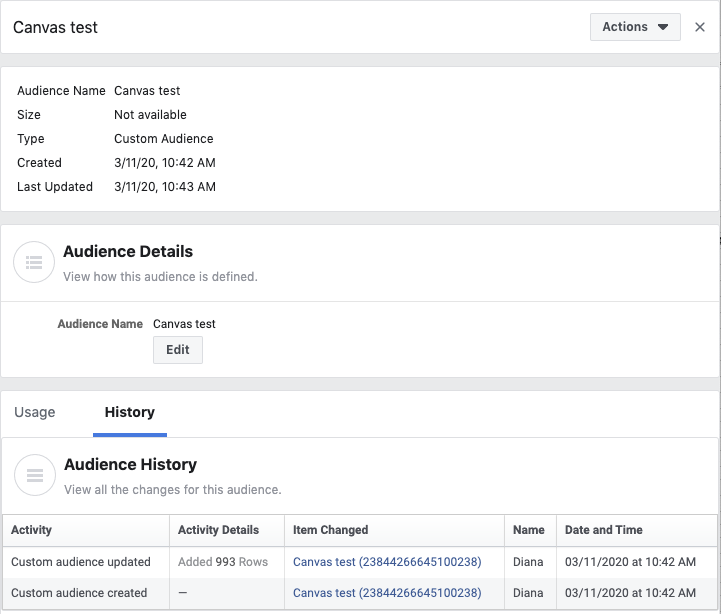 Canvas test
Actions
Audience Name Canvas test
Size Not available
Type Custom Audience
Created 3/11/20, 10:42 AM
Last Updated 3/11/20, 10:43 AM
Audience Details
View how this audience is defined.
Audience Name Canvas test
Edit
Usage History
Audience History
View all the changes for this audience.
Activity Activity Details Item Changed Name Date and Time
Custom audience updated Added 993 Rows Canvas test (23844266645100238) Diana 03/11/2020 at 10:42 AM
Custom audience created — Canvas test (23844266645100238) Diana 03/11/2020 at 10:42 AM